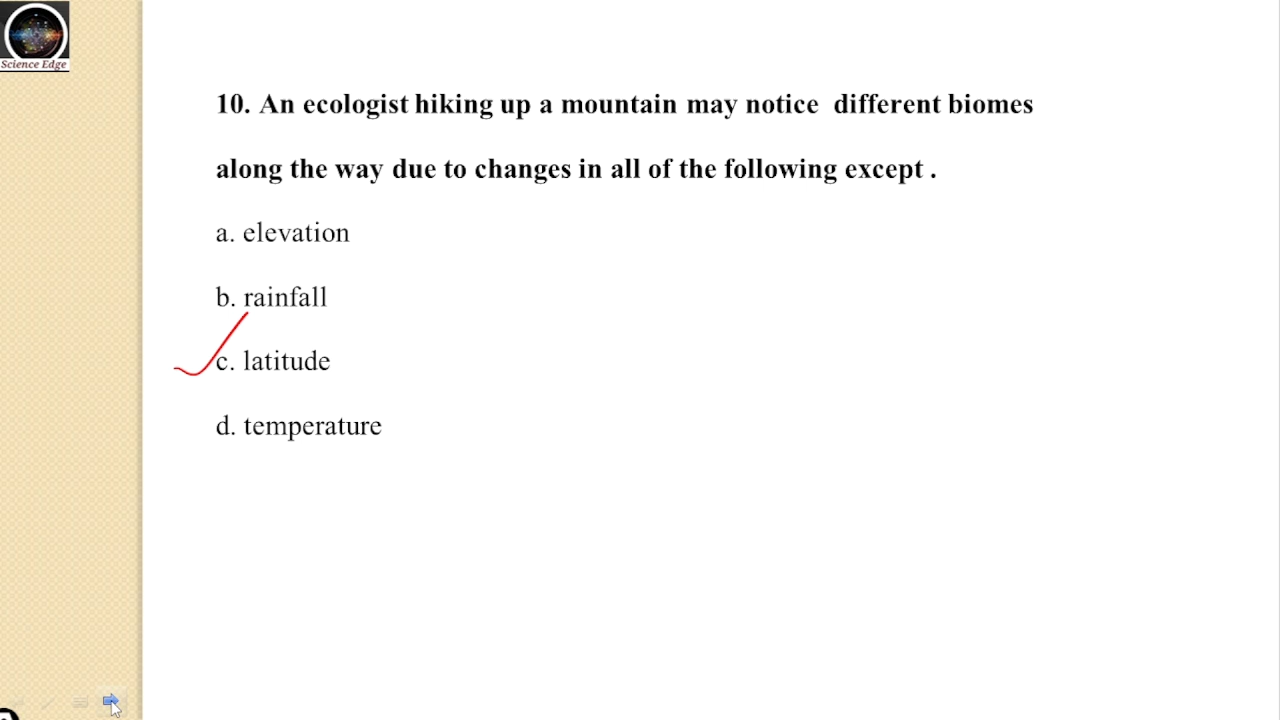 Science Edge
10. An ecologist hiking up a mountain may notice different biomes
along the way due to changes in all of the following except .
a. elevation
b. rainfall
c. latitude
d. temperature